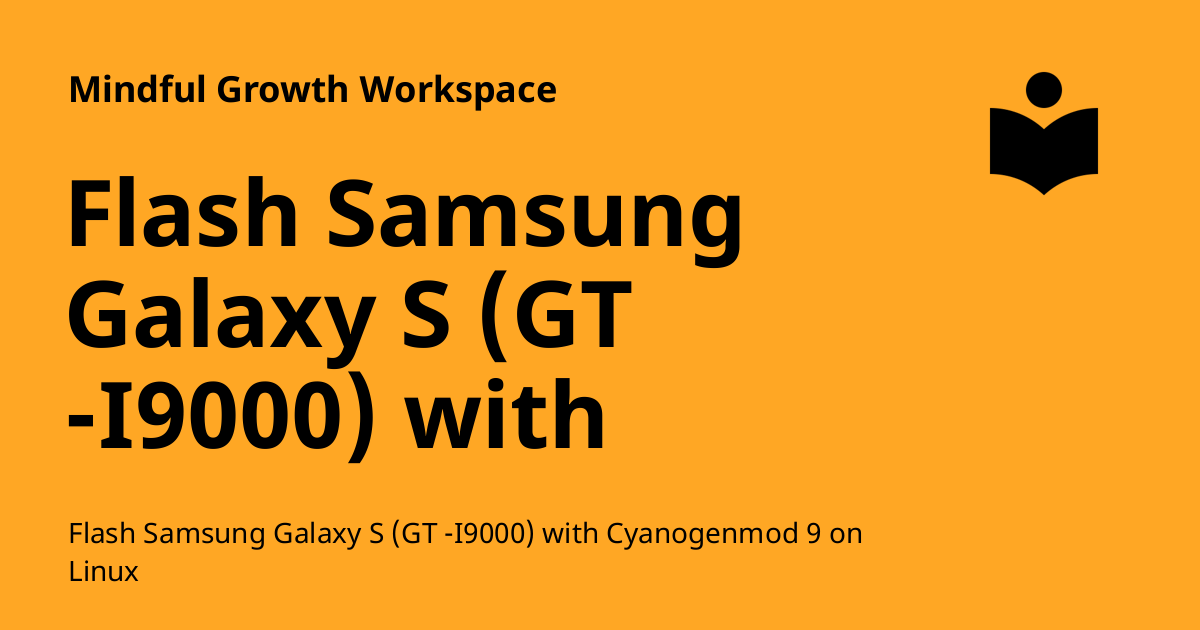 Mindful Growth Workspace
Flash Samsung
Galaxy S (GT
-I9000) with
Flash Samsung Galaxy S (GT -I9000) with Cyanogenmod 9 on
Linux